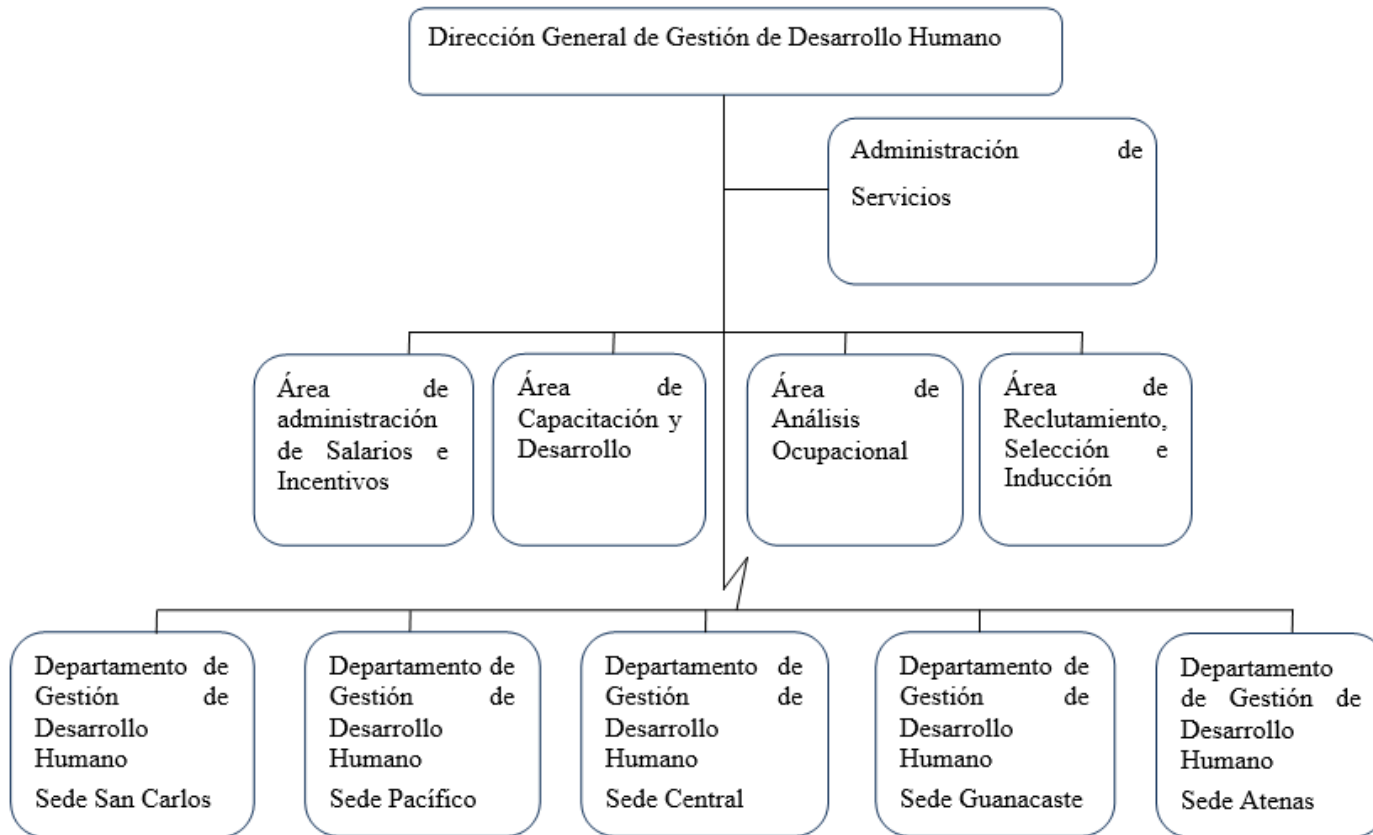 Dirección General de Gestión de Desarrollo Humano
Administración de
Servicios
Área de
administración
de Salarios e
Incentivos
Área de
Capacitación y
Desarrollo
Área de
Análisis
Ocupacional
Área de
Reclutamiento,
Selección e
Inducción
Departamento de
Gestión de
Desarrollo
Humano
Sede San Carlos
Departamento de
Gestión de
Desarrollo
Humano
Sede Pacífico
Departamento de
Gestión de
Desarrollo
Humano
Sede Central
Departamento de
Gestión de
Desarrollo
Humano
Sede Guanacaste
Departamento
de Gestión de
Desarrollo
Humano
Sede Atenas